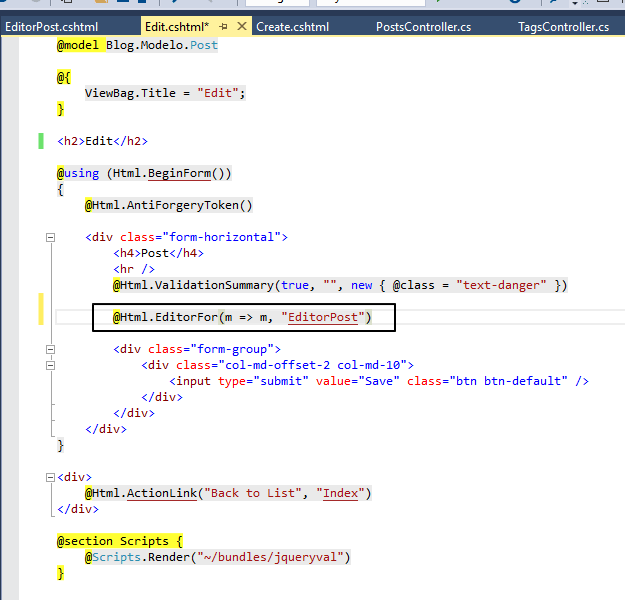 EditorPost.cshtml Edit.cshtml* Create.cshtml PostsController.cs TagsController.cs
@model Blog.Modelo.Post
@{
ViewBag.Title = "Edit";
}
<h2>Edit</h2>
@using (Html.BeginForm())
{
@Html.AntiForgeryToken()
<div class="form-horizontal">
<h4>Post</h4>
<hr />
@Html.ValidationSummary(true, "", new { @class = "text-danger" })
@Html.EditorFor(m => m, "EditorPost")
<div class="form-group">
<div class="col-md-offset-2 col-md-10">
<input type="submit" value="Save" class="btn btn-default" />
</div>
</div>
</div>
}
<div>
@Html.ActionLink("Back to List", "Index")
</div>
@section Scripts {
@Scripts.Render("~/bundles/jqueryval")
}